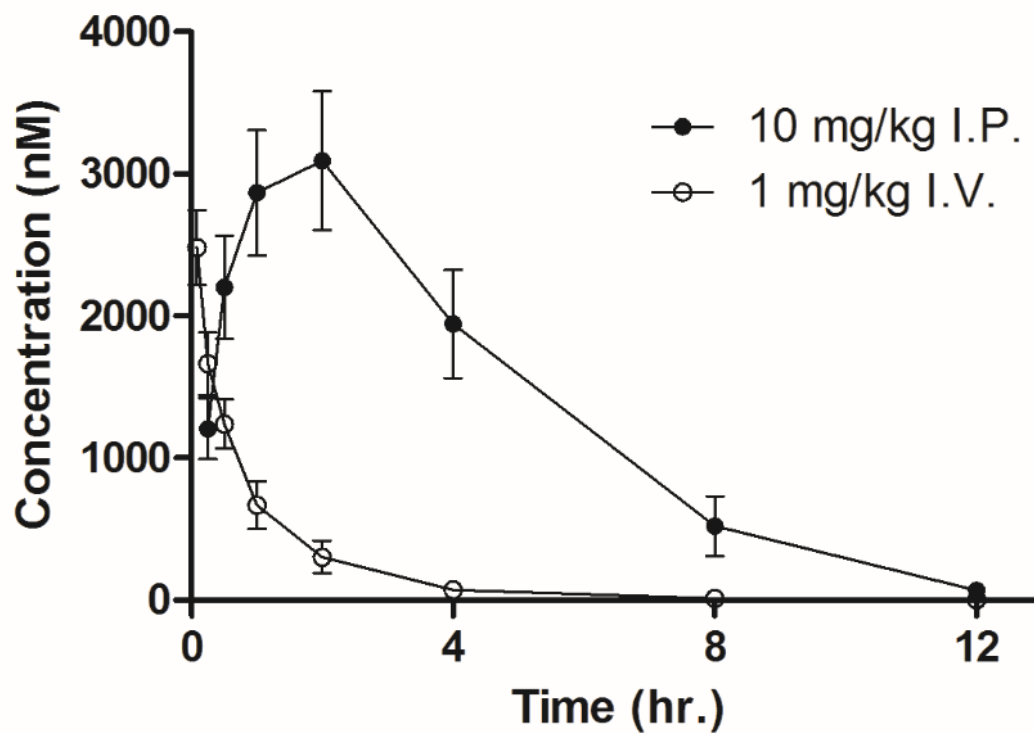 4000
3000
2000
1000
0
Concentration (nM)
10 mg/kg I.P.
1 mg/kg I.V.
0 4 8 12
Time (hr.)